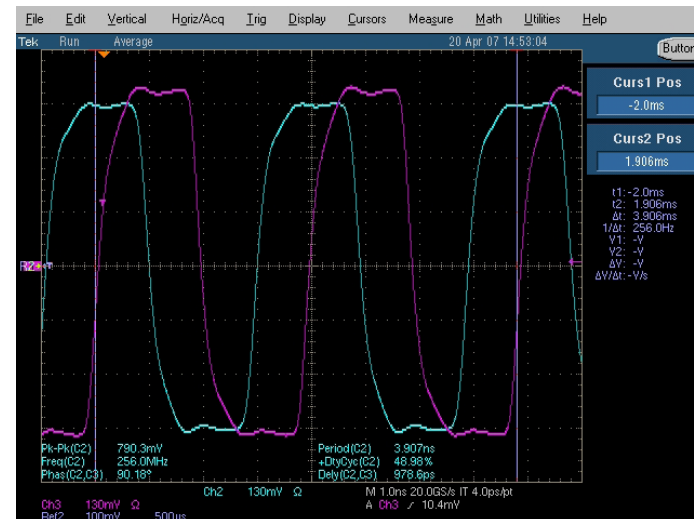 File Edit Vertical Horiz/Acq Trig Display Cursors Measure Math Utilities Help
Tek Run Average 20 Apr 07 14:53:04 Button
Curs1 Pos
-2.0ms
Curs2 Pos
1.906ms
t1: -2.0ms
t2: 1.906ms
Δt: 3.906ms
1/Δt: 256.0Hz
V1: -V
V2: -V
ΔV: -V
ΔV/Δt: -V/s
Pk-Pk(C2) 790.3mV Period(C2) 3.907ns
Freq(C2) 256.0MHz +DtyCyc(C2) 48.98%
Phas(C2,C3) 90.18° Dely(C2,C3) 978.6ps
Ch2 130mV Ω M 1.0ns 20.0GS/s IT 4.0ps/pt
Ch3 130mV Ω A Ch3 / 10.4mV
Ref2 100mV 500us